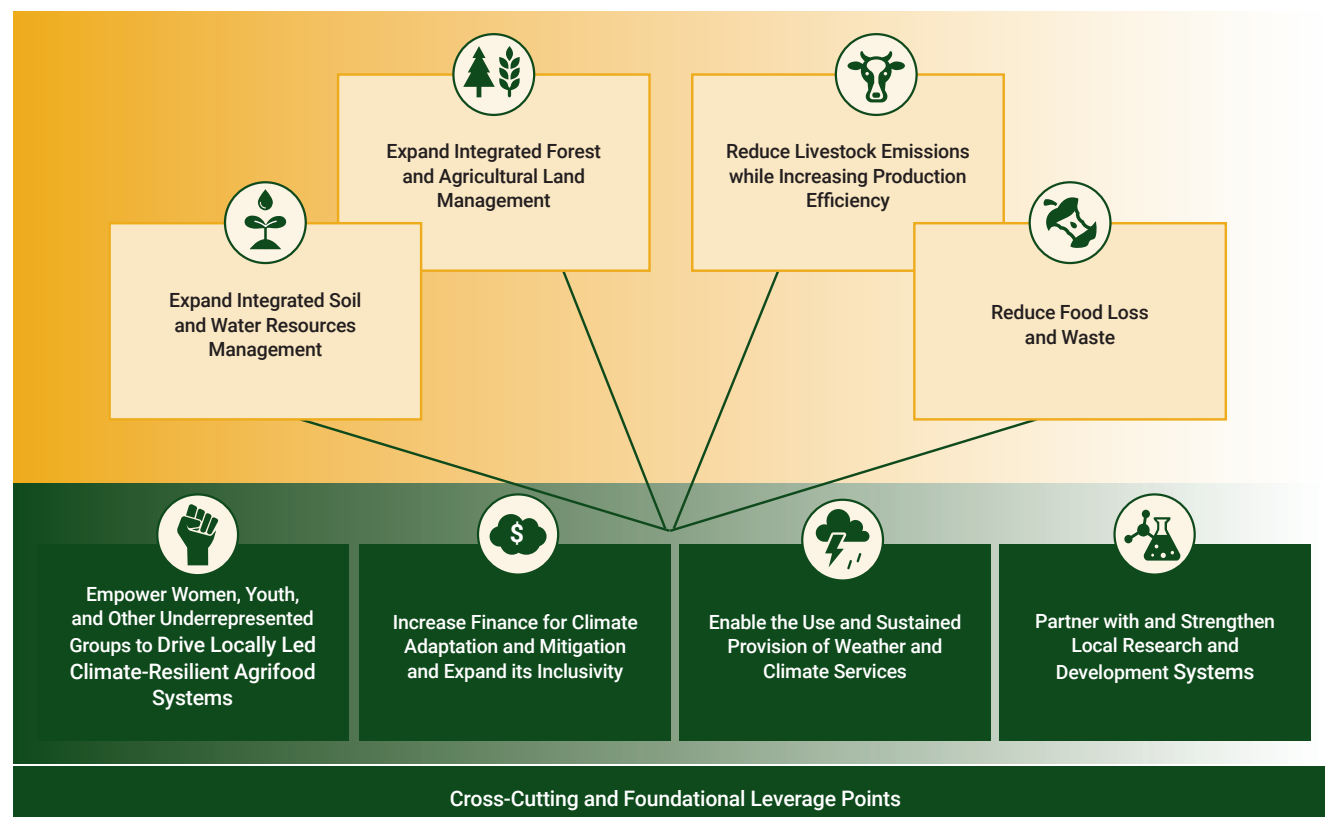 Expand Integrated Forest
and Agricultural Land
Management
Reduce Livestock Emissions
while Increasing Production
Efficiency
Expand Integrated Soil
and Water Resources
Management
Reduce Food Loss
and Waste
$
Empower Women, Youth,
and Other Underrepresented
Groups to Drive Locally Led
Climate-Resilient Agrifood
Systems
Increase Finance for Climate
Adaptation and Mitigation
and Expand its Inclusivity
Enable the Use and Sustained
Provision of Weather and
Climate Services
Partner with and Strengthen
Local Research and
Development Systems
Cross-Cutting and Foundational Leverage Points